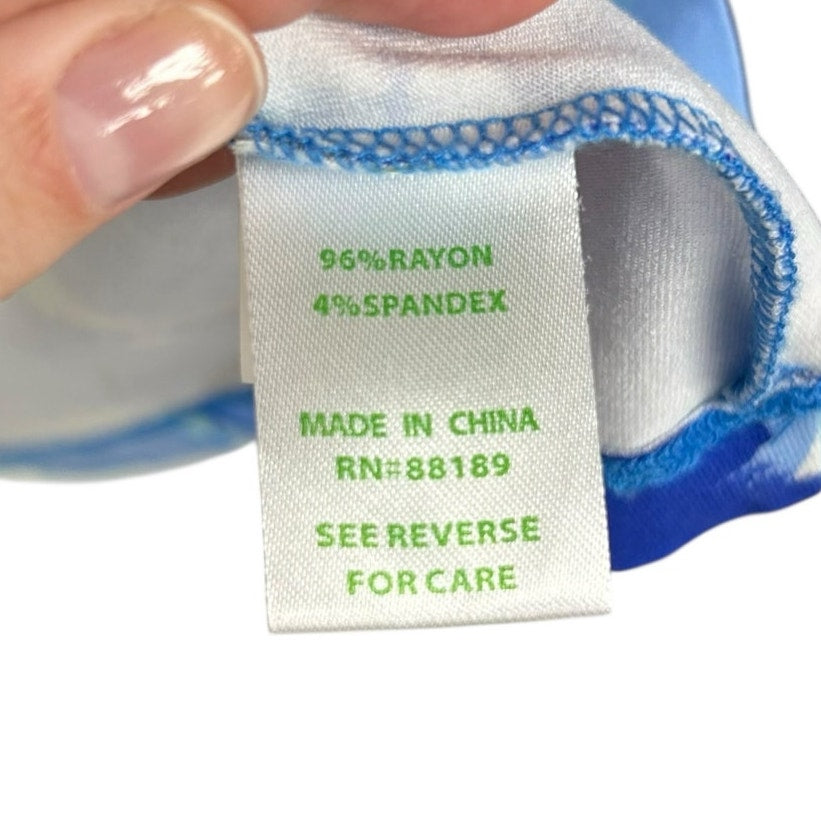 96%RAYON
4%SPANDEX
MADE IN CHINA
RN#88189
SEE REVERSE
FOR CARE